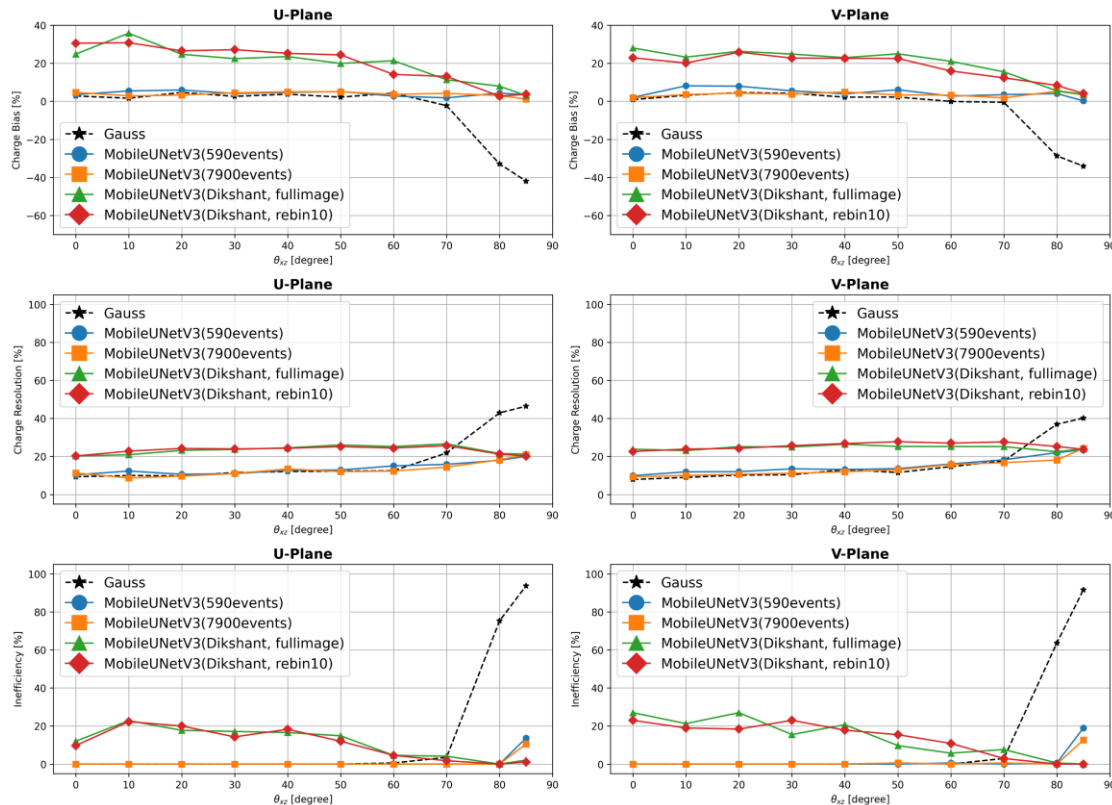 U-Plane
40
20
0
−20
−40
−60
Charge Bias [%]
Gauss
MobileUNetV3(590events)
MobileUNetV3(7900events)
MobileUNetV3(Dikshant, fullimage)
MobileUNetV3(Dikshant, rebin10)
0 10 20 30 40 50 60 70 80 90
θxz [degree]
V-Plane
40
20
0
−20
−40
−60
Charge Bias [%]
Gauss
MobileUNetV3(590events)
MobileUNetV3(7900events)
MobileUNetV3(Dikshant, fullimage)
MobileUNetV3(Dikshant, rebin10)
0 10 20 30 40 50 60 70 80 90
θxz [degree]
U-Plane
100
80
60
40
20
0
Charge Resolution [%]
Gauss
MobileUNetV3(590events)
MobileUNetV3(7900events)
MobileUNetV3(Dikshant, fullimage)
MobileUNetV3(Dikshant, rebin10)
0 10 20 30 40 50 60 70 80 90
θxz [degree]
V-Plane
100
80
60
40
20
0
Charge Resolution [%]
Gauss
MobileUNetV3(590events)
MobileUNetV3(7900events)
MobileUNetV3(Dikshant, fullimage)
MobileUNetV3(Dikshant, rebin10)
0 10 20 30 40 50 60 70 80 90
θxz [degree]
U-Plane
100
80
60
40
20
0
Inefficiency [%]
Gauss
MobileUNetV3(590events)
MobileUNetV3(7900events)
MobileUNetV3(Dikshant, fullimage)
MobileUNetV3(Dikshant, rebin10)
0 10 20 30 40 50 60 70 80 90
θxz [degree]
V-Plane
100
80
60
40
20
0
Inefficiency [%]
Gauss
MobileUNetV3(590events)
MobileUNetV3(7900events)
MobileUNetV3(Dikshant, fullimage)
MobileUNetV3(Dikshant, rebin10)
0 10 20 30 40 50 60 70 80 90
θxz [degree]